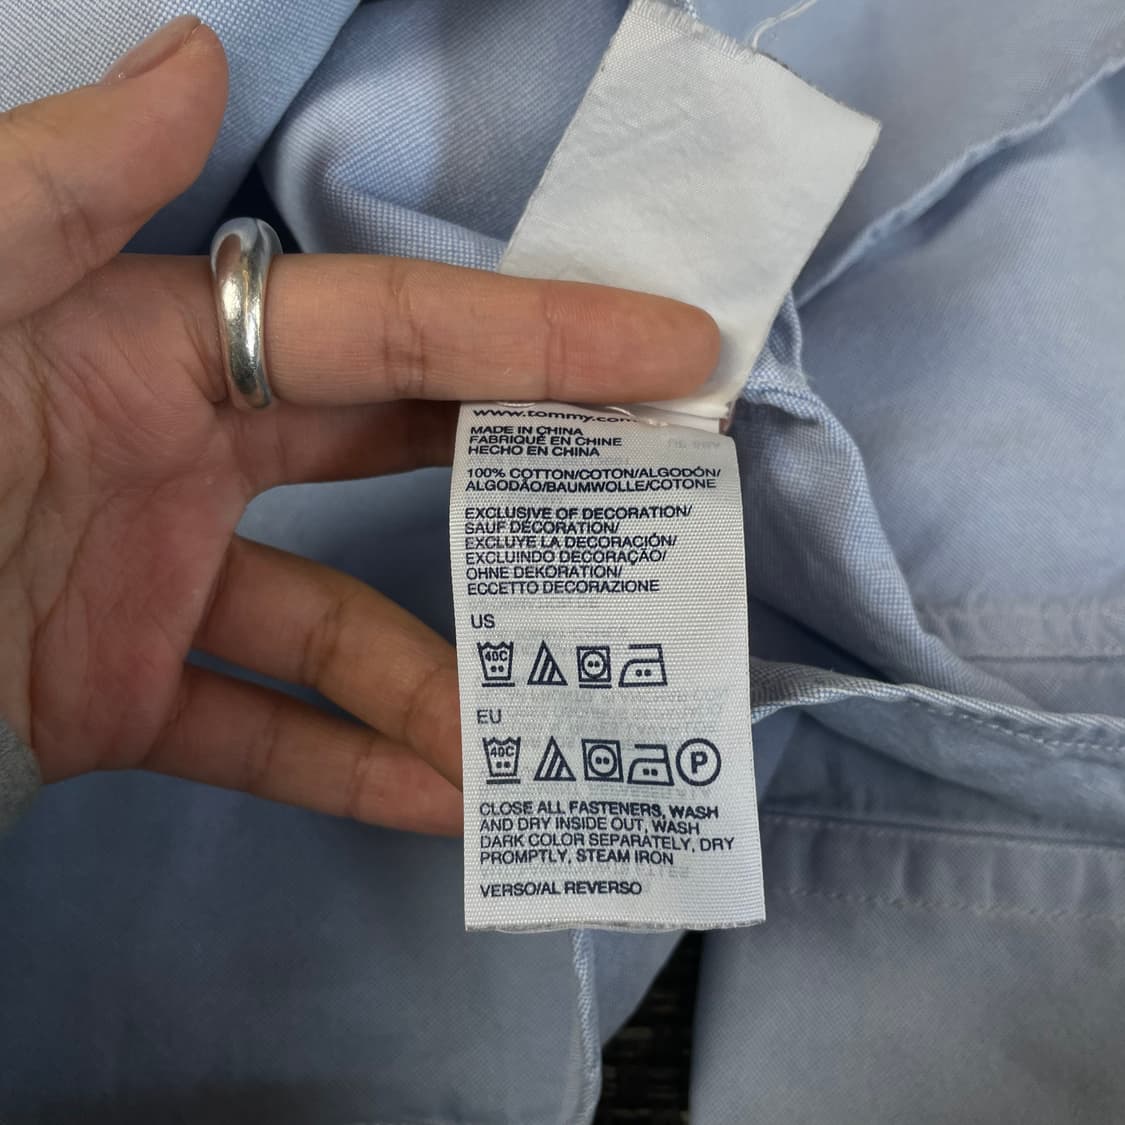 www.tommy.com
MADE IN CHINA
FABRIQUÉ EN CHINE
HECHO EN CHINA
100% COTTON/COTON/ALGODÓN/
ALGODÃO/BAUMWOLLE/COTONE
EXCLUSIVE OF DECORATION/
SAUF DÉCORATION/
EXCLUYE LA DECORACIÓN/
EXCLUINDO DECORAÇÃO/
OHNE DEKORATION/
ECCETTO DECORAZIONE
US
40C
EU
40C P
CLOSE ALL FASTENERS, WASH
AND DRY INSIDE OUT, WASH
DARK COLOR SEPARATELY, DRY
PROMPTLY, STEAM IRON
VERSO/AL REVERSO